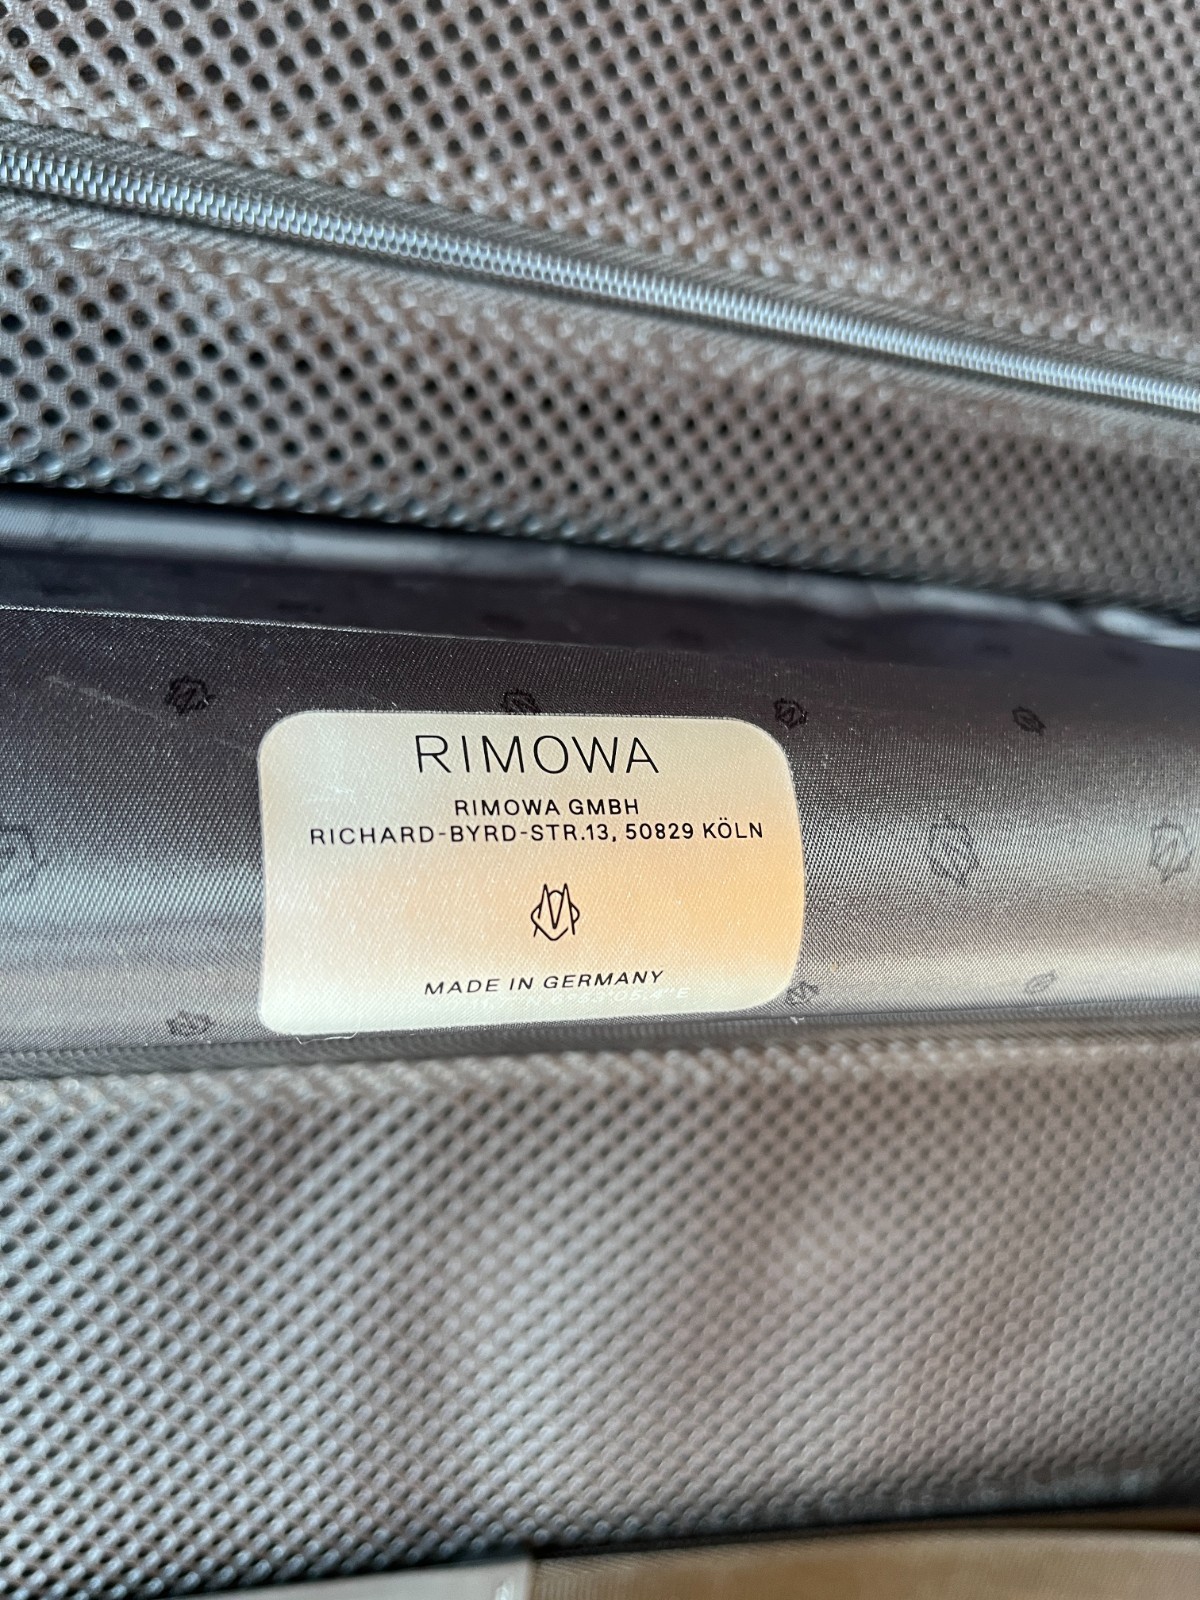 RIMOWA
RIMOWA GMBH
RICHARD-BYRD-STR.13, 50829 KÖLN
MADE IN GERMANY